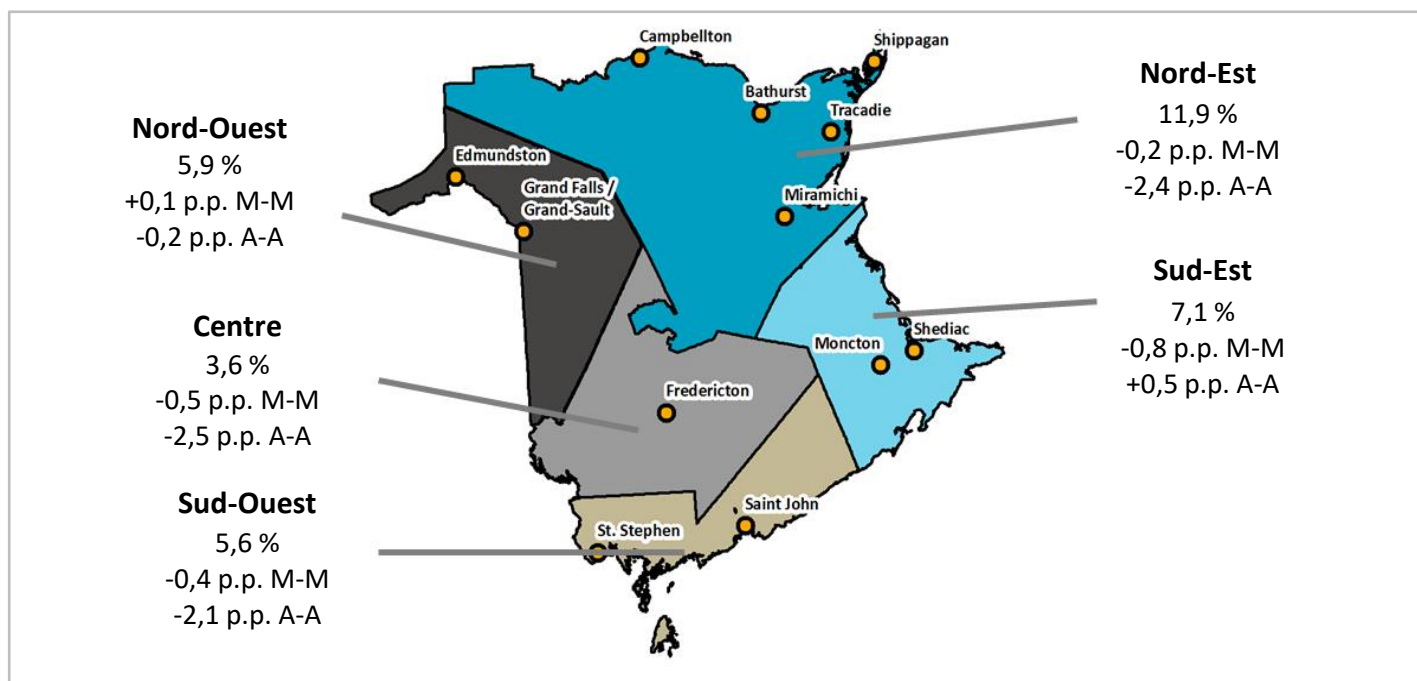 Campbellton
Shippagan
Bathurst
Tracadie
Edmundston
Grand Falls /
Grand-Sault
Miramichi
Moncton
Shediac
Fredericton
Saint John
St. Stephen
Nord-Ouest
5,9 %
+0,1 p.p. M-M
-0,2 p.p. A-A
Centre
3,6 %
-0,5 p.p. M-M
-2,5 p.p. A-A
Sud-Ouest
5,6 %
-0,4 p.p. M-M
-2,1 p.p. A-A
Nord-Est
11,9 %
-0,2 p.p. M-M
-2,4 p.p. A-A
Sud-Est
7,1 %
-0,8 p.p. M-M
+0,5 p.p. A-A